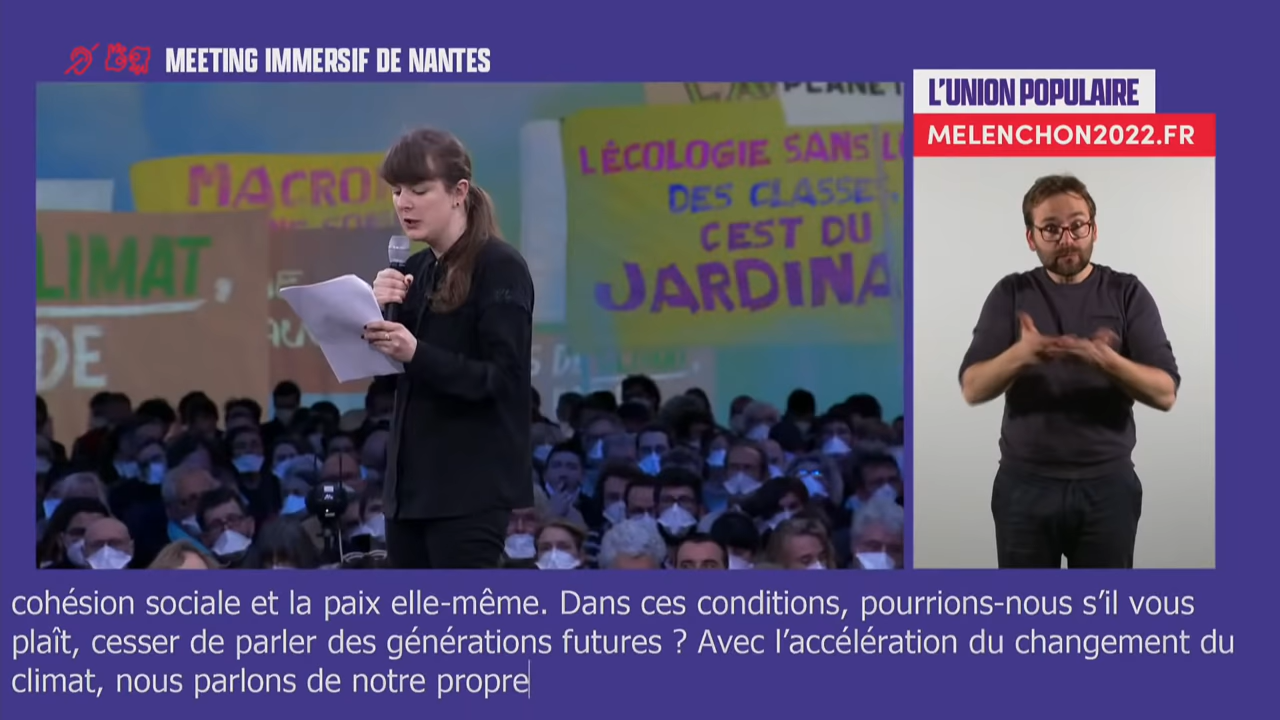 MEETING IMMERSIF DE NANTES
L'UNION POPULAIRE
MELENCHON2022.FR
PLANET
MACRO
L'ÉCOLOGIE SANS L
DES CLASSES,
C'EST DU
JARDINA
LIMAT,
DE
cohésion sociale et la paix elle-même. Dans ces conditions, pourrions-nous s'il vous
plaît, cesser de parler des générations futures ? Avec l'accélération du changement du
climat, nous parlons de notre propre